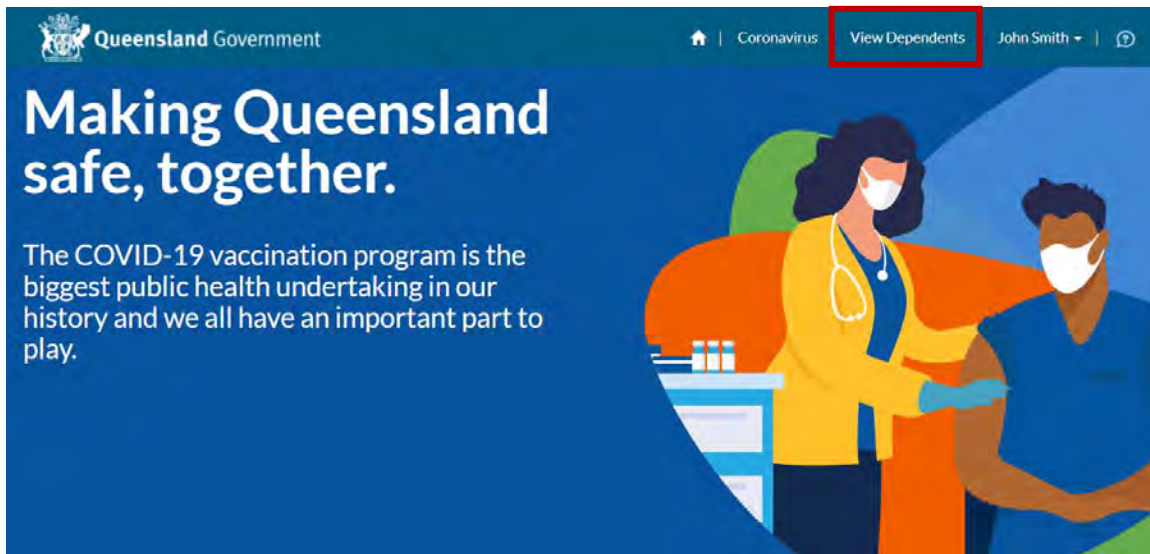 Queensland Government | Coronavirus View Dependents John Smith |
Making Queensland
safe, together.
The COVID-19 vaccination program is the
biggest public health undertaking in our
history and we all have an important part to
play.